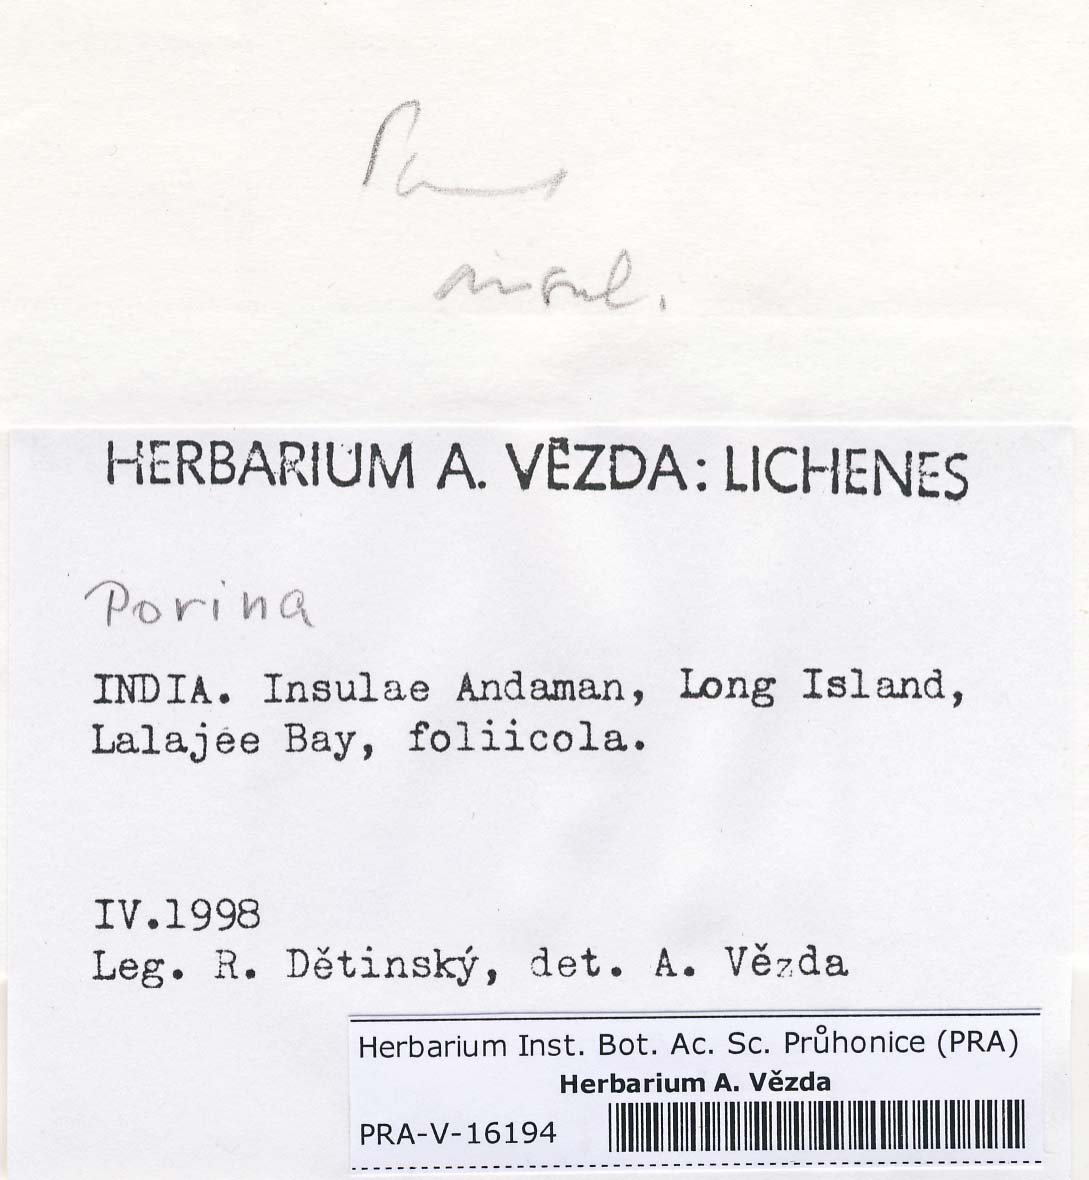 HERBARIUM A. VĚZDA: LICHENES
Porina
INDIA. Insulae Andaman, Long Island,
Lalajee Bay, foliicola.
IV.1998
Leg. R. Dětinský, det. A. Vězda
Herbarium Inst. Bot. Ac. Sc. Průhonice (PRA)
Herbarium A. Vězda
PRA-V-16194